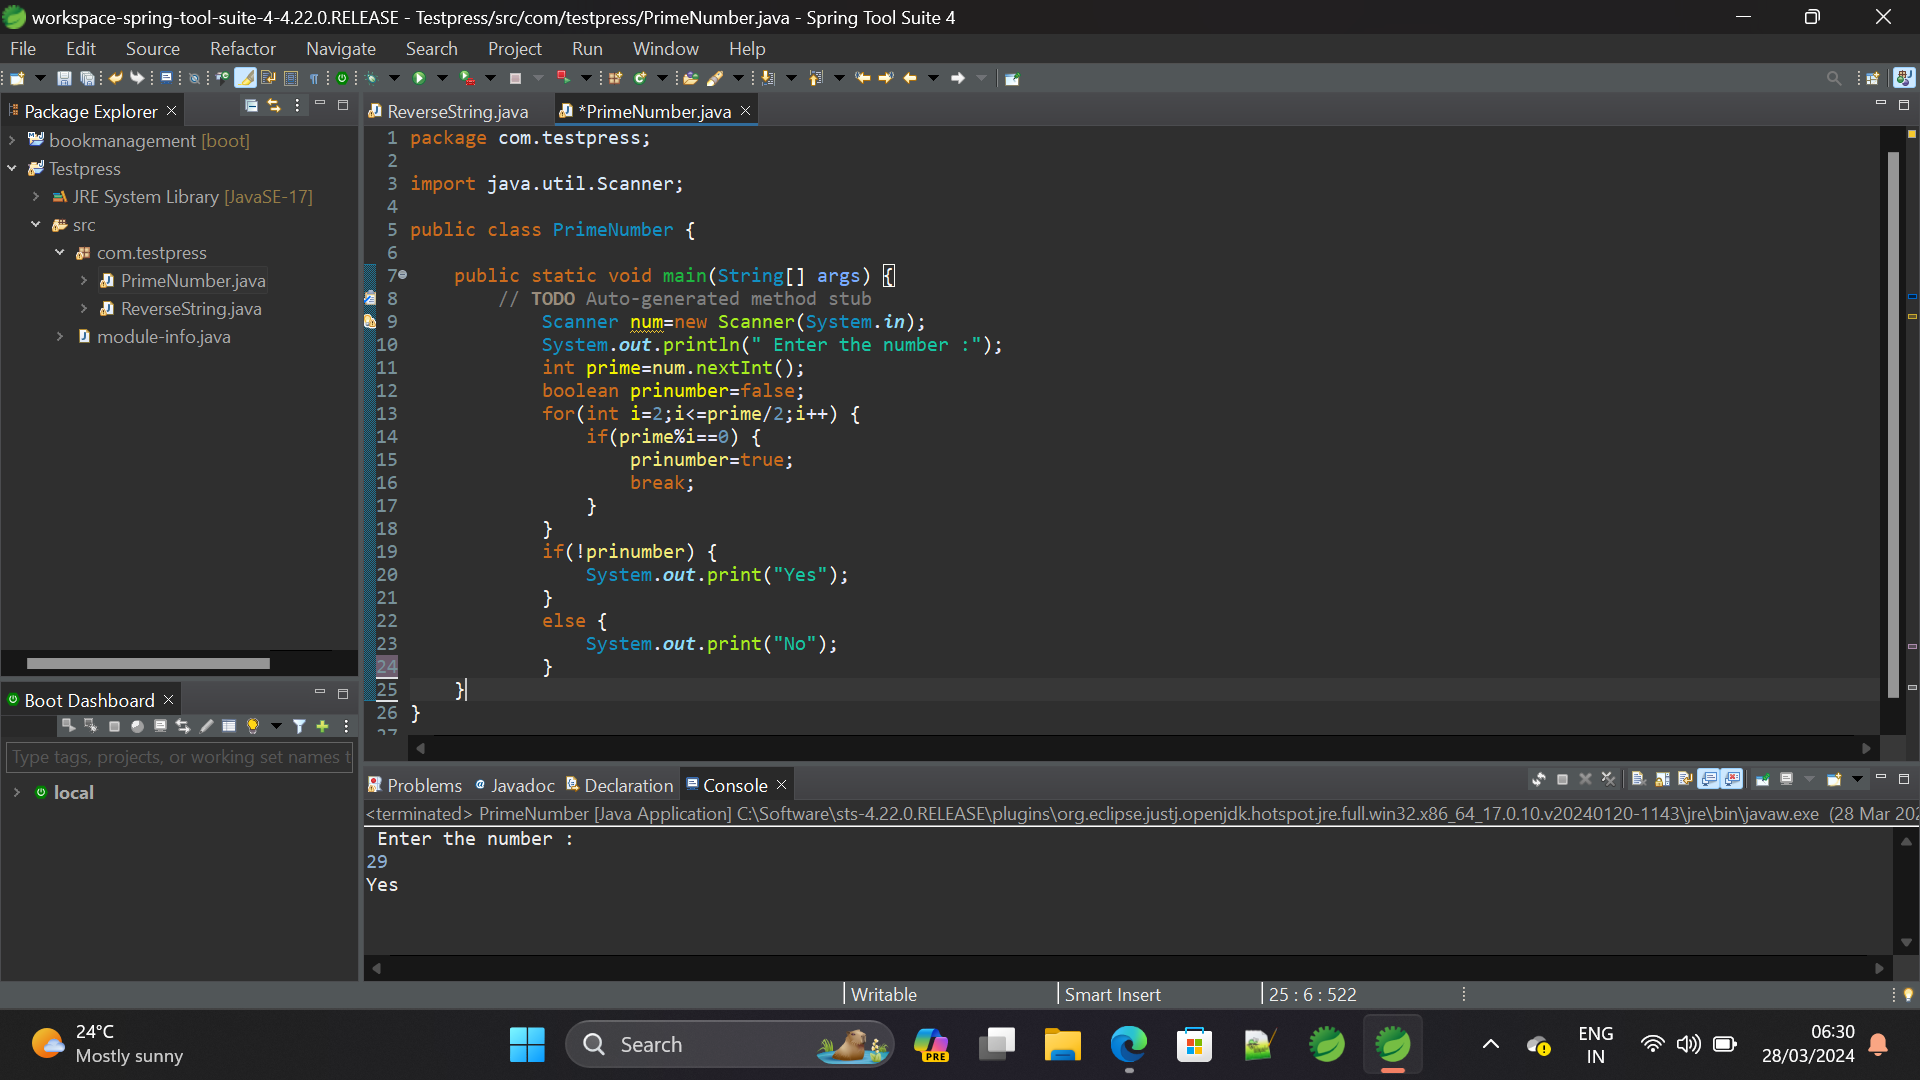 workspace-spring-tool-suite-4-4.22.0.RELEASE - Testpress/src/com/testpress/PrimeNumber.java - Spring Tool Suite 4
File Edit Source Refactor Navigate Search Project Run Window Help
Package Explorer
bookmanagement [boot]
Testpress
JRE System Library [JavaSE-17]
src
com.testpress
PrimeNumber.java
ReverseString.java
module-info.java
Boot Dashboard
Type tags, projects, or working set names t
local
ReverseString.java *PrimeNumber.java
1 package com.testpress;
2
3 import java.util.Scanner;
4
5 public class PrimeNumber {
6
7 public static void main(String[] args) {
8 // TODO Auto-generated method stub
9 Scanner num=new Scanner(System.in);
10 System.out.println(" Enter the number :");
11 int prime=num.nextInt();
12 boolean prinumber=false;
13 for(int i=2;i<=prime/2;i++) {
14 if(prime%i==0) {
15 prinumber=true;
16 break;
17 }
18 }
19 if(!prinumber) {
20 System.out.print("Yes");
21 }
22 else {
23 System.out.print("No");
24 }
25 }
26 }
27
Problems Javadoc Declaration Console
<terminated> PrimeNumber [Java Application] C:\Software\sts-4.22.0.RELEASE\plugins\org.eclipse.justj.openjdk.hotspot.jre.full.win32.x86_64_17.0.10.v20240120-1143\jre\bin\javaw.exe (28 Mar 202
Enter the number :
29
Yes
Writable Smart Insert 25 : 6 : 522
24°C
Mostly sunny
Search
PRE
ENG
IN
06:30
28/03/2024